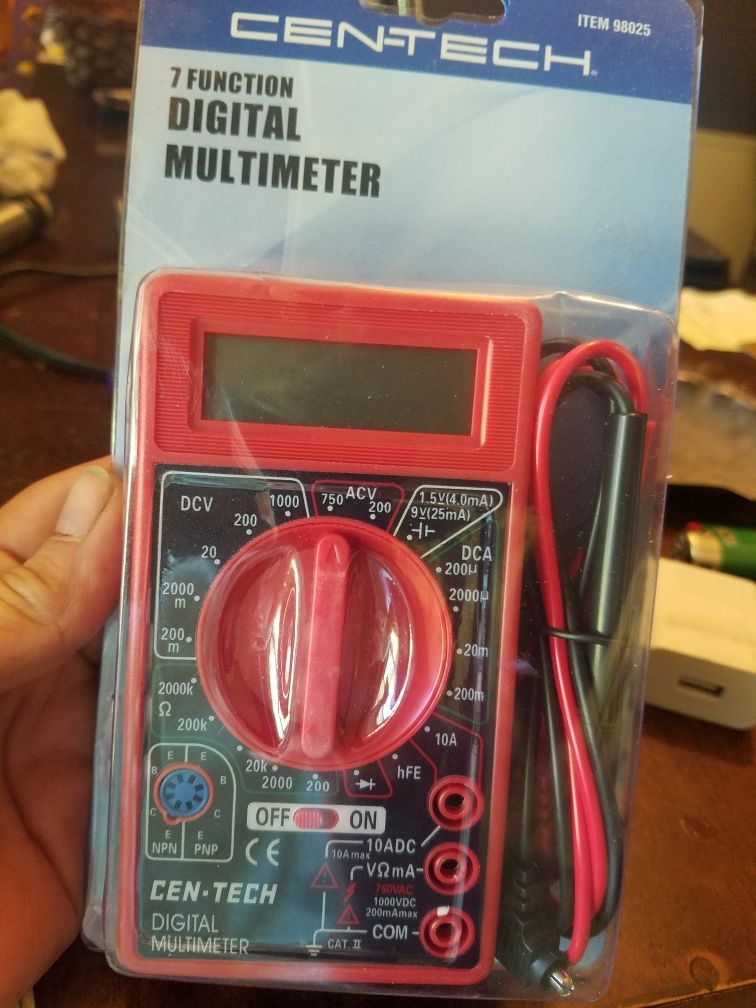 CEN-TECH
ITEM 98025
7 FUNCTION
DIGITAL
MULTIMETER
DCV
1000
750
ACV
200
1.5V(4.0mA)
9V(25mA)
200
20
2000
m
200
m
DCA
200µ
2000µ
20m
200m
10A
hFE
2000k
Ω
200k
20k
2000
200
OFF
ON
E
E
B
B
C
C
E
E
NPN
PNP
CE
10ADC
10Amax
VΩmA
750VAC
1000VDC
200mAmax
COM
CAT. II
CEN-TECH
DIGITAL
MULTIMETER